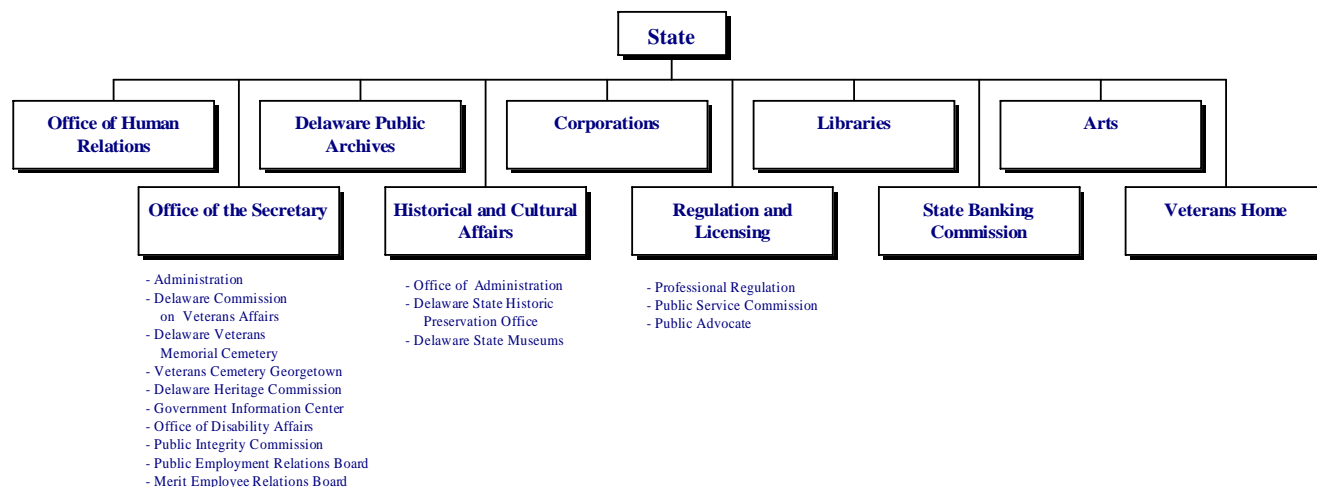 State
Office of Human
Relations
Delaware Public
Archives
Corporations
Libraries
Arts
Office of the Secretary
Historical and Cultural
Affairs
Regulation and
Licensing
State Banking
Commission
Veterans Home
- Administration
- Delaware Commission
on Veterans Affairs
- Delaware Veterans
Memorial Cemetery
- Veterans Cemetery Georgetown
- Delaware Heritage Commission
- Government Information Center
- Office of Disability Affairs
- Public Integrity Commission
- Public Employment Relations Board
- Merit Employee Relations Board
- Office of Administration
- Delaware State Historic
Preservation Office
- Delaware State Museums
- Professional Regulation
- Public Service Commission
- Public Advocate